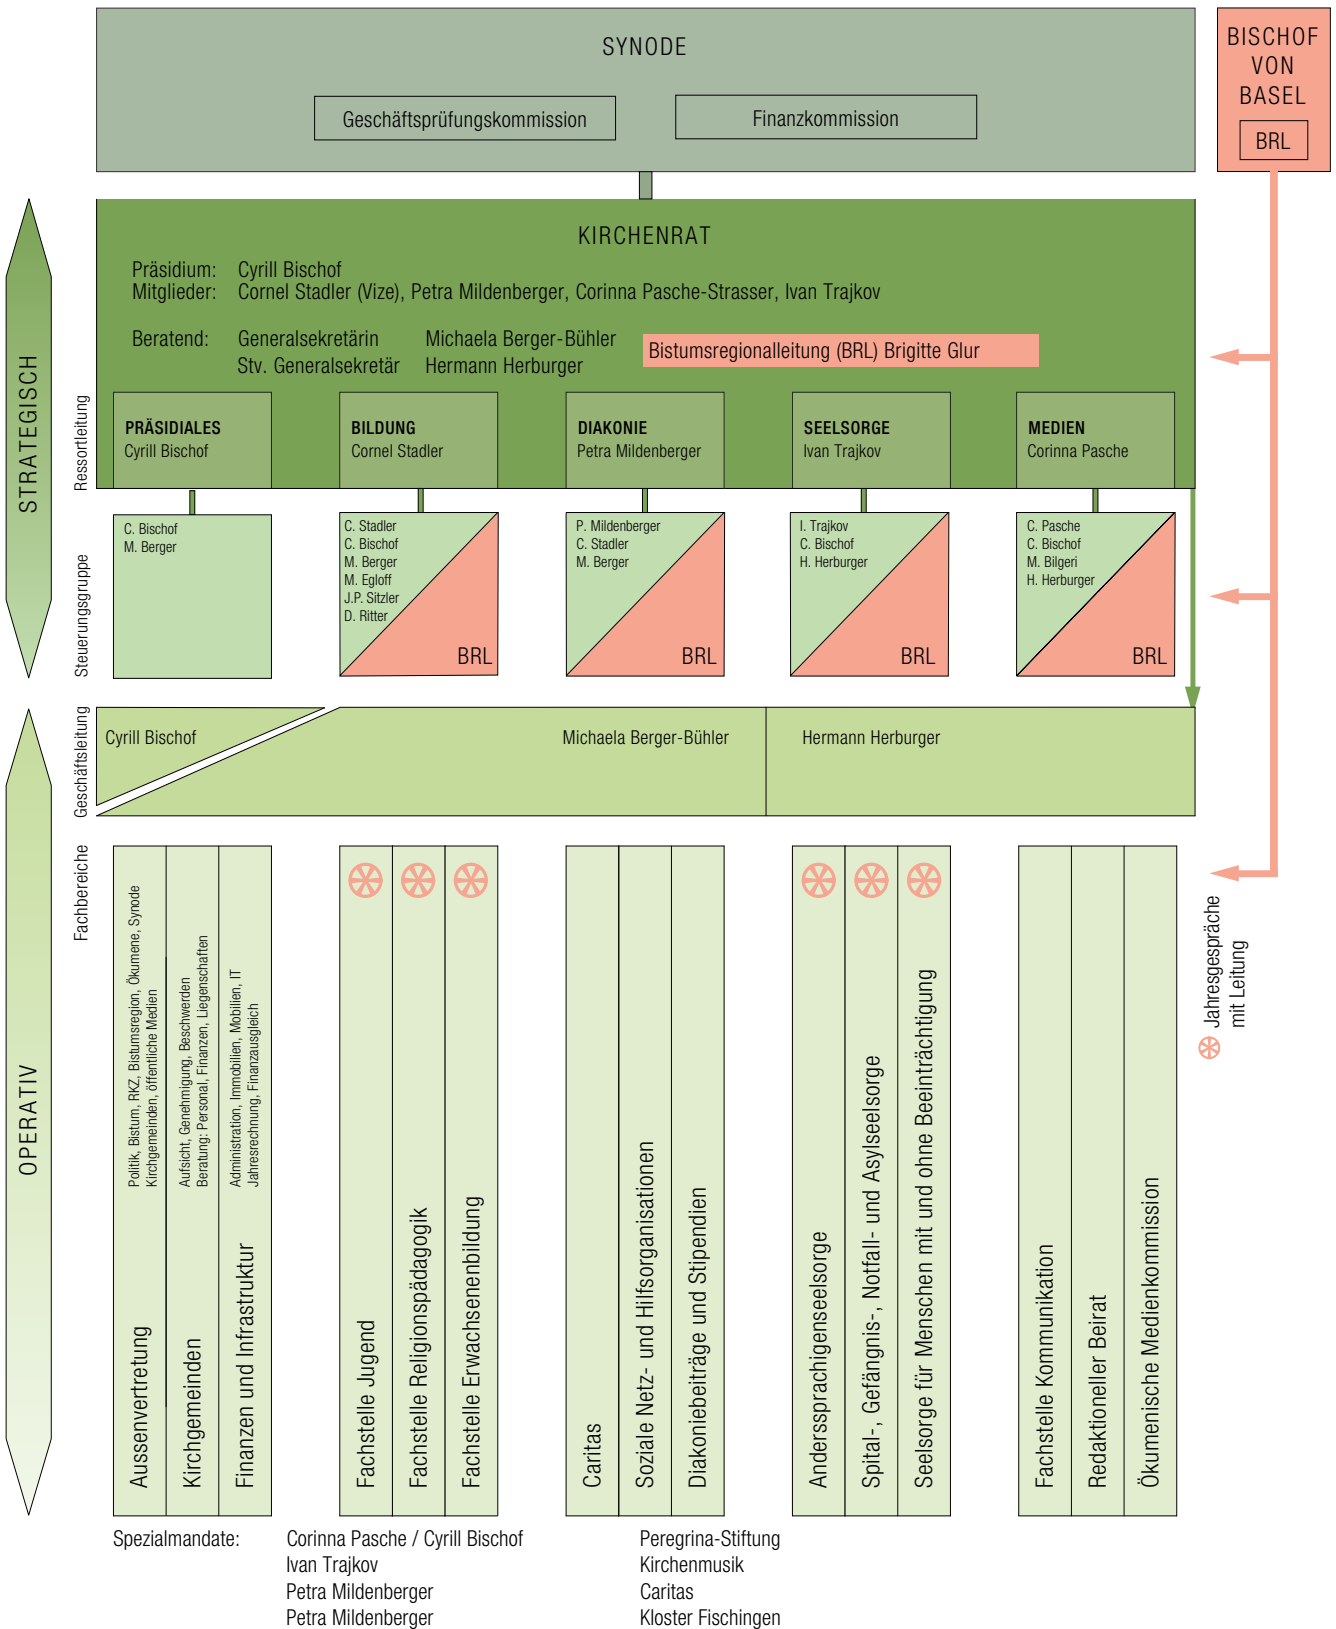 SYNODE
Geschäftsprüfungskommission
Finanzkommission
BISCHOF
VON
BASEL
BRL
STRATEGISCH
KIRCHENRAT
Präsidium: Cyrill Bischof
Mitglieder: Cornel Stadler (Vize), Petra Mildenberger, Corinna Pasche-Strasser, Ivan Trajkov
Beratend: Generalsekretärin Michaela Berger-Bühler
Stv. Generalsekretär Hermann Herburger
Bistumsregionalleitung (BRL) Brigitte Glur
Ressortleitung
PRÄSIDIALES
Cyrill Bischof
BILDUNG
Cornel Stadler
DIAKONIE
Petra Mildenberger
SEELSORGE
Ivan Trajkov
MEDIEN
Corinna Pasche
Steuerungsgruppe
C. Bischof
M. Berger
C. Stadler
C. Bischof
M. Berger
M. Egloff
J.P. Sitzler
D. Ritter
BRL
P. Mildenberger
C. Stadler
M. Berger
BRL
I. Trajkov
C. Bischof
H. Herburger
BRL
C. Pasche
C. Bischof
M. Bilgeri
H. Herburger
BRL
OPERATIV
Geschäftsleitung
Cyrill Bischof
Michaela Berger-Bühler
Hermann Herburger
Fachbereiche
Aussenvertretung
Politik, Bistum, RKZ, Bistumsregion, Ökumene, Synode
Kirchgemeinden, öffentliche Medien
Kirchgemeinden
Aufsicht, Genehmigung, Beschwerden
Beratung: Personal, Finanzen, Liegenschaften
Finanzen und Infrastruktur
Administration, Immobilien, Mobilien, IT
Jahresrechnung, Finanzausgleich
Fachstelle Jugend
Fachstelle Religionspädagogik
Fachstelle Erwachsenenbildung
Caritas
Soziale Netz- und Hilfsorganisationen
Diakoniebeiträge und Stipendien
Anderssprachigenseelsorge
Spital-, Gefängnis-, Notfall- und Asylseelsorge
Seelsorge für Menschen mit und ohne Beeinträchtigung
Fachstelle Kommunikation
Redaktioneller Beirat
Ökumenische Medienkommission
Jahresgespräche
mit Leitung
Spezialmandate: Corinna Pasche / Cyrill Bischof Peregrina-Stiftung
Ivan Trajkov Kirchenmusik
Petra Mildenberger Caritas
Petra Mildenberger Kloster Fischingen